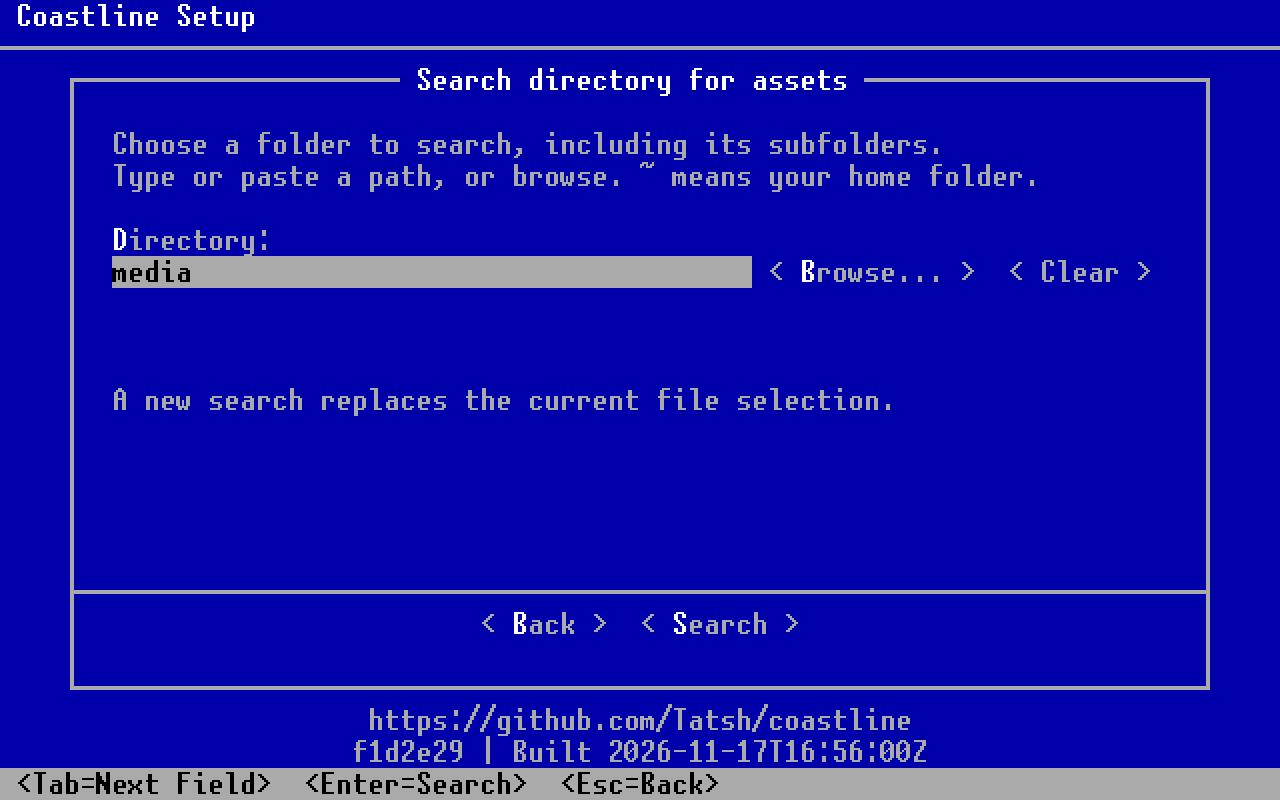 Coastline Setup
Search directory for assets
Choose a folder to search, including its subfolders.
Type or paste a path, or browse. ~ means your home folder.
Directory:
media < Browse... > < Clear >
A new search replaces the current file selection.
< Back > < Search >
https://github.com/Tatsh/coastline
f1d2e29 | Built 2026-11-17T16:56:00Z
<Tab=Next Field> <Enter=Search> <Esc=Back>